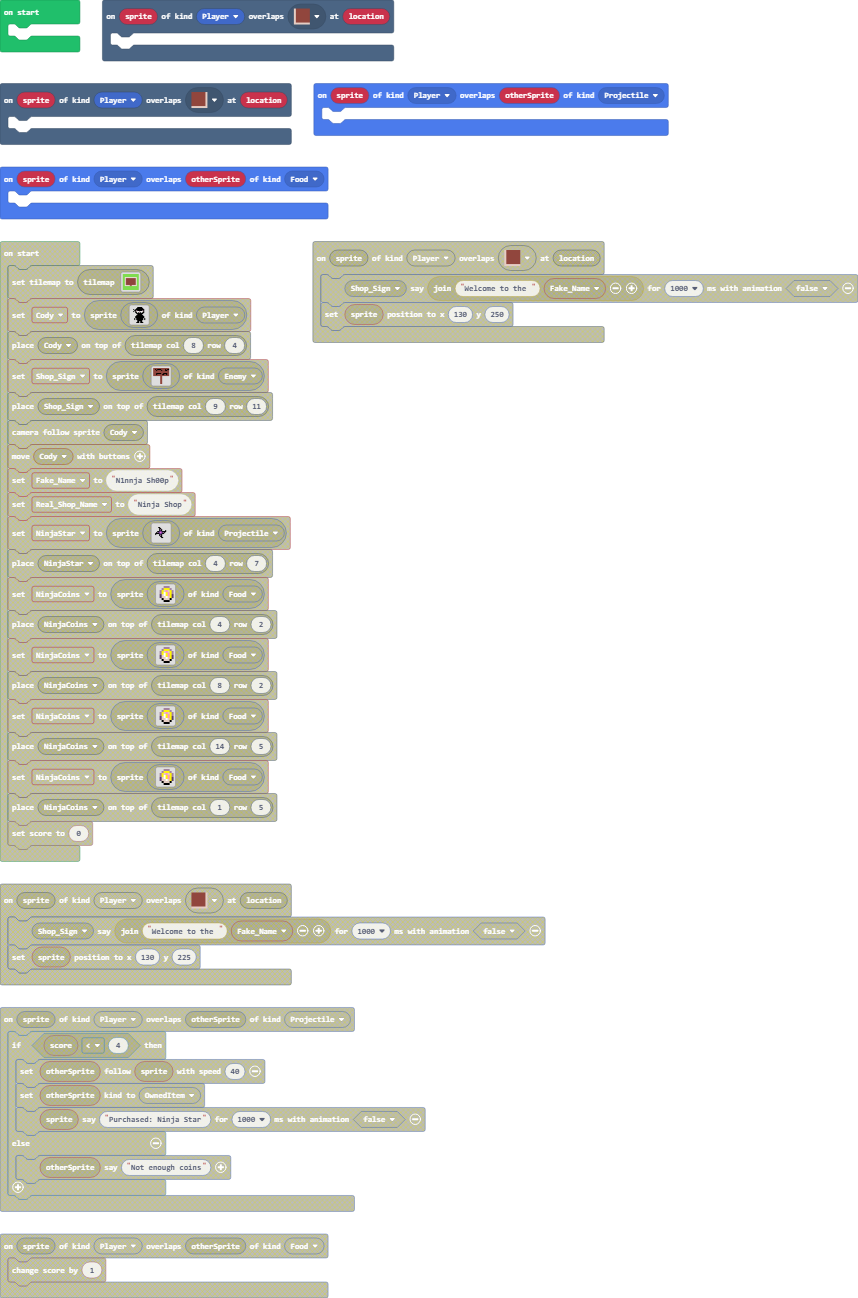 on start
on sprite of kind Player overlaps at location
on sprite of kind Player overlaps at location
on sprite of kind Player overlaps otherSprite of kind Projectile
on sprite of kind Player overlaps otherSprite of kind Food
on start
set tilemap to tilemap
set Cody to sprite of kind Player
place Cody on top of tilemap col 8 row 4
set Shop_Sign to sprite of kind Enemy
place Shop_Sign on top of tilemap col 9 row 11
camera follow sprite Cody
move Cody with buttons
set Fake_Name to "N1nnja Sh00p"
set Real_Shop_Name to "Ninja Shop"
set NinjaStar to sprite of kind Projectile
place NinjaStar on top of tilemap col 4 row 7
set NinjaCoins to sprite of kind Food
place NinjaCoins on top of tilemap col 4 row 2
set NinjaCoins to sprite of kind Food
place NinjaCoins on top of tilemap col 8 row 2
set NinjaCoins to sprite of kind Food
place NinjaCoins on top of tilemap col 14 row 5
set NinjaCoins to sprite of kind Food
place NinjaCoins on top of tilemap col 1 row 5
set score to 0
on sprite of kind Player overlaps at location
Shop_Sign say join "Welcome to the " Fake_Name for 1000 ms with animation false
set sprite position to x 130 y 250
on sprite of kind Player overlaps at location
Shop_Sign say join "Welcome to the " Fake_Name for 1000 ms with animation false
set sprite position to x 130 y 225
on sprite of kind Player overlaps otherSprite of kind Projectile
if score < 4 then
set otherSprite follow sprite with speed 40
set otherSprite kind to OwnedItem
sprite say "Purchased: Ninja Star" for 1000 ms with animation false
else
otherSprite say "Not enough coins"
on sprite of kind Player overlaps otherSprite of kind Food
change score by 1